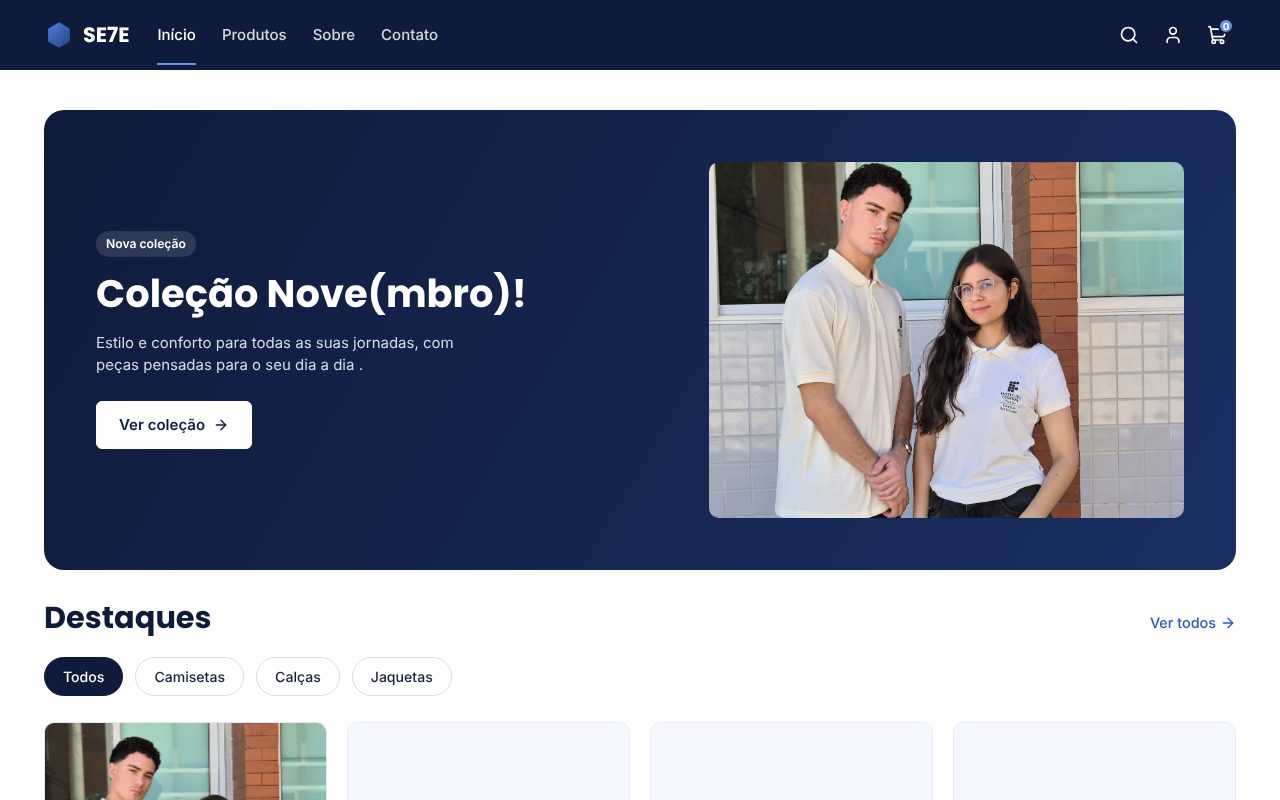 SE7E
Início
Produtos
Sobre
Contato
0
Nova coleção
Coleção Nove(mbro)!
Estilo e conforto para todas as suas jornadas, com
peças pensadas para o seu dia a dia .
Ver coleção
Destaques
Ver todos
Todos
Camisetas
Calças
Jaquetas